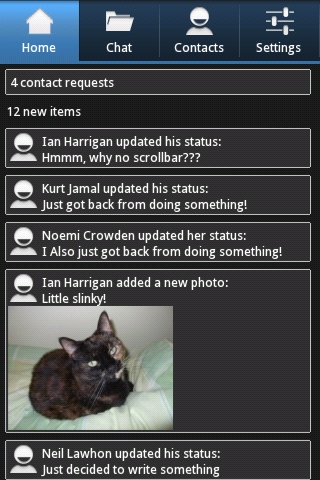 Home
Chat
Contacts
Settings
4 contact requests
12 new items
Ian Harrigan updated his status:
Hmmm, why no scrollbar???
Kurt Jamal updated his status:
Just got back from doing something!
Noemi Crowden updated her status:
I Also just got back from doing something!
Ian Harrigan added a new photo:
Little slinky!
Neil Lawhon updated his status:
Just decided to write something